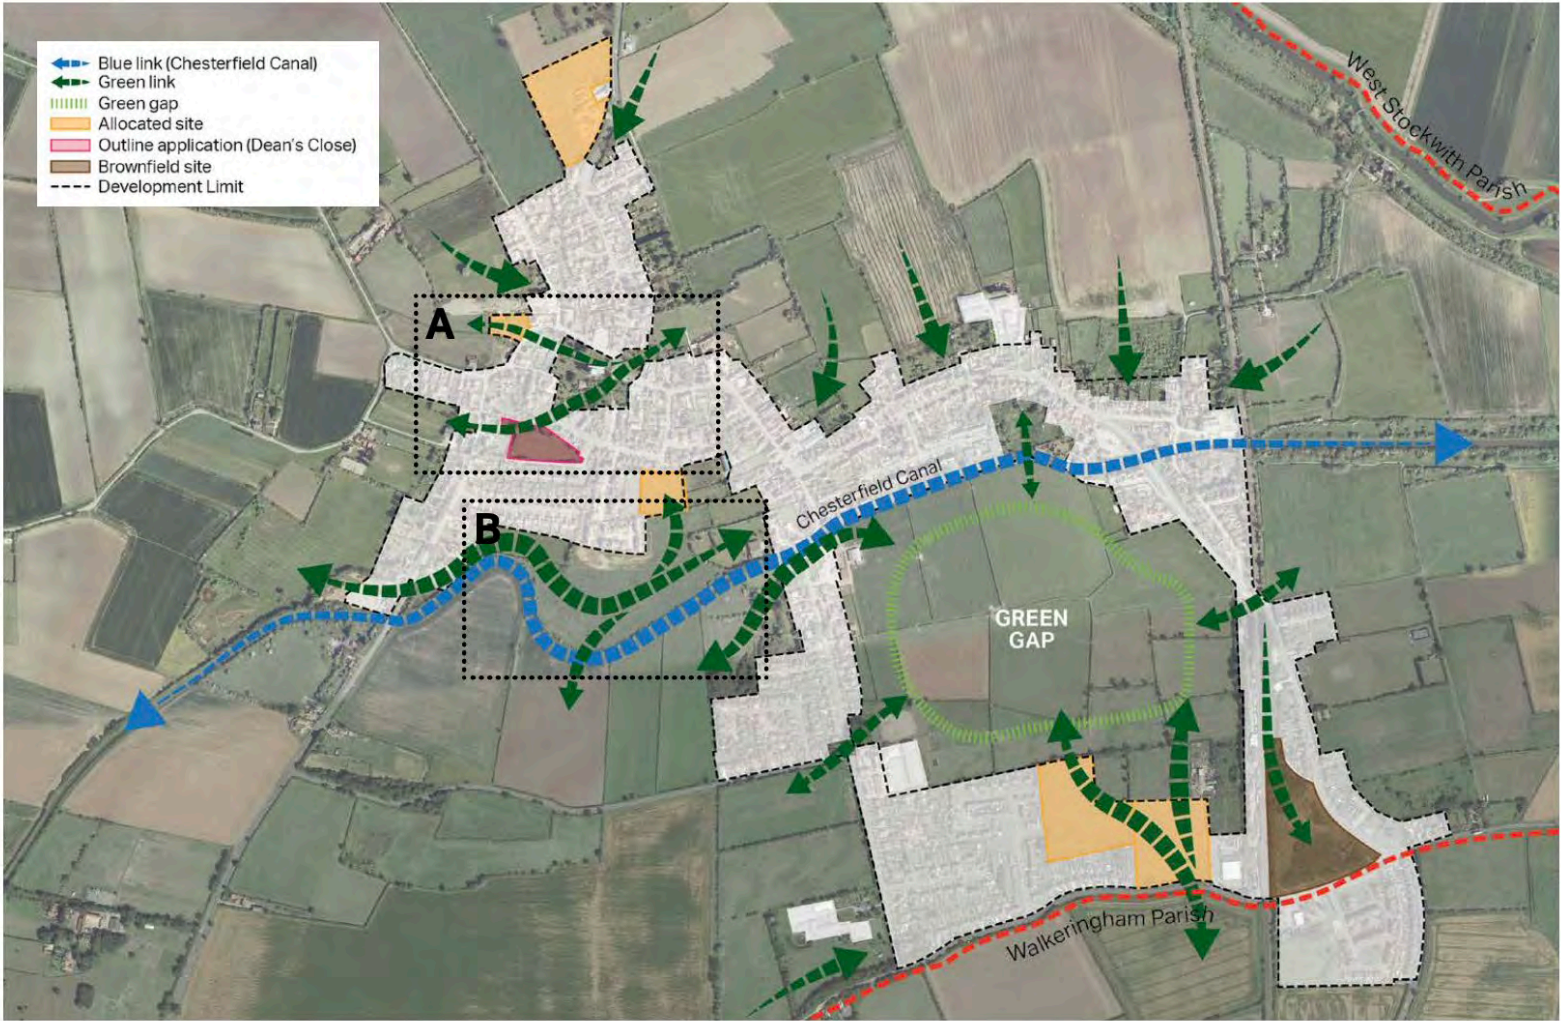 Blue link (Chesterfield Canal)
Green link
Green gap
Allocated site
Outline application (Dean's Close)
Brownfield site
Development Limit
West Stockwith Parish
A
B
Chesterfield Canal
GREEN
GAP
Walkeringham Parish